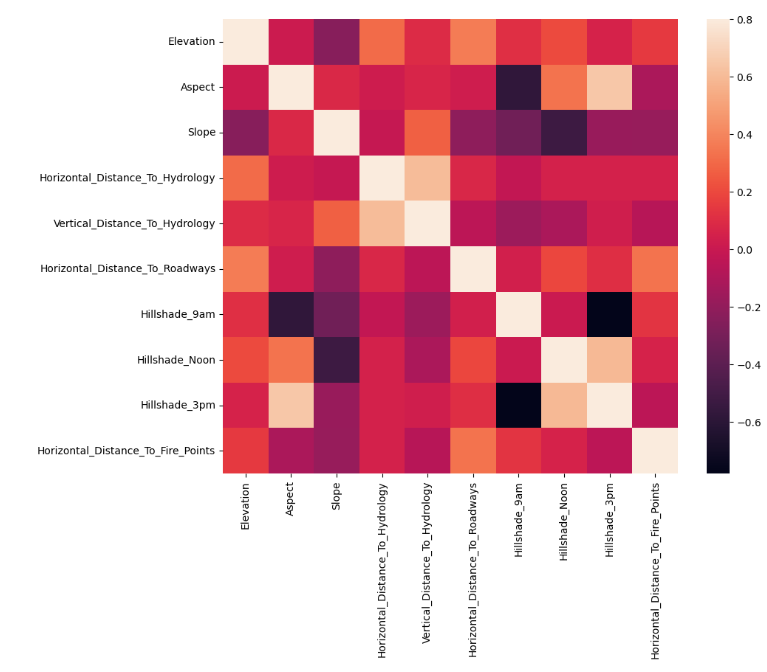 Elevation
Aspect
Slope
Horizontal_Distance_To_Hydrology
Vertical_Distance_To_Hydrology
Horizontal_Distance_To_Roadways
Hillshade_9am
Hillshade_Noon
Hillshade_3pm
Horizontal_Distance_To_Fire_Points
Elevation
Aspect
Slope
Horizontal_Distance_To_Hydrology
Vertical_Distance_To_Hydrology
Horizontal_Distance_To_Roadways
Hillshade_9am
Hillshade_Noon
Hillshade_3pm
Horizontal_Distance_To_Fire_Points
0.8
0.6
0.4
0.2
0.0
−0.2
−0.4
−0.6